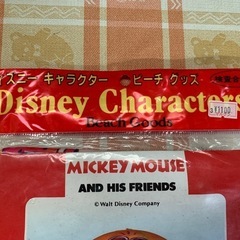 ズニー キャラクター ビーチ グッズ
¥1100
Disney Characters
Beach Goods
MICKEY MOUSE
AND HIS FRIENDS
© Walt Disney Company